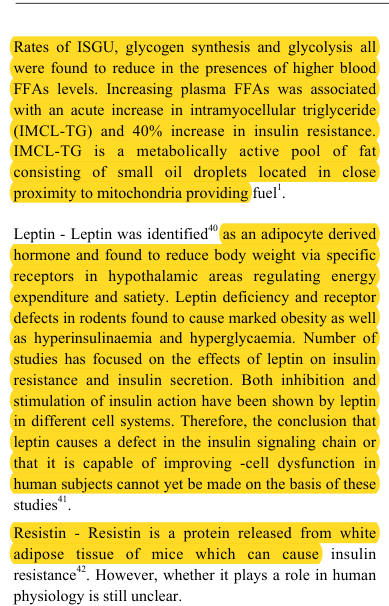 Rates of ISGU, glycogen synthesis and glycolysis all
were found to reduce in the presences of higher blood
FFAs levels. Increasing plasma FFAs was associated
with an acute increase in intramyocellular triglyceride
(IMCL-TG) and 40% increase in insulin resistance.
IMCL-TG is a metabolically active pool of fat
consisting of small oil droplets located in close
proximity to mitochondria providing fuel1.
Leptin - Leptin was identified40 as an adipocyte derived
hormone and found to reduce body weight via specific
receptors in hypothalamic areas regulating energy
expenditure and satiety. Leptin deficiency and receptor
defects in rodents found to cause marked obesity as well
as hyperinsulinaemia and hyperglycaemia. Number of
studies has focused on the effects of leptin on insulin
resistance and insulin secretion. Both inhibition and
stimulation of insulin action have been shown by leptin
in different cell systems. Therefore, the conclusion that
leptin causes a defect in the insulin signaling chain or
that it is capable of improving -cell dysfunction in
human subjects cannot yet be made on the basis of these
studies41.
Resistin - Resistin is a protein released from white
adipose tissue of mice which can cause insulin
resistance42. However, whether it plays a role in human
physiology is still unclear.